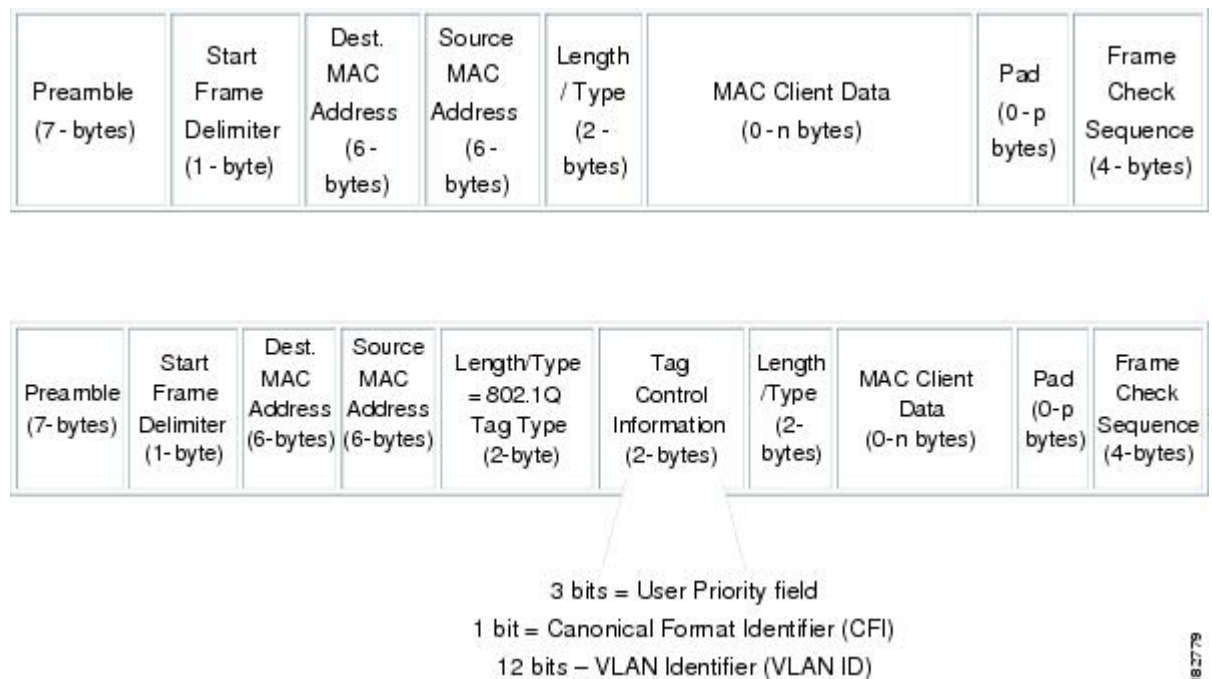 Preamble
(7 - bytes)
Start
Frame
Delimiter
(1 - byte)
Dest.
MAC
Address
(6 -
bytes)
Source
MAC
Address
(6 -
bytes)
Length
/ Type
(2 -
bytes)
MAC Client Data
(0 - n bytes)
Pad
(0 - p
bytes)
Frame
Check
Sequence
(4 - bytes)
Preamble
(7- bytes)
Start
Frame
Delimiter
(1- byte)
Dest.
MAC
Address
(6-bytes)
Source
MAC
Address
(6-bytes)
Length/Type
= 802.1Q
Tag Type
(2-byte)
Tag
Control
Information
(2- bytes)
Length
/Type
(2-
bytes)
MAC Client
Data
(0-n bytes)
Pad
(0-p
bytes)
Frame
Check
Sequence
(4-bytes)
3 bits = User Priority field
1 bit = Canonical Format Identifier (CFI)
12 bits – VLAN Identifier (VLAN ID)
182779